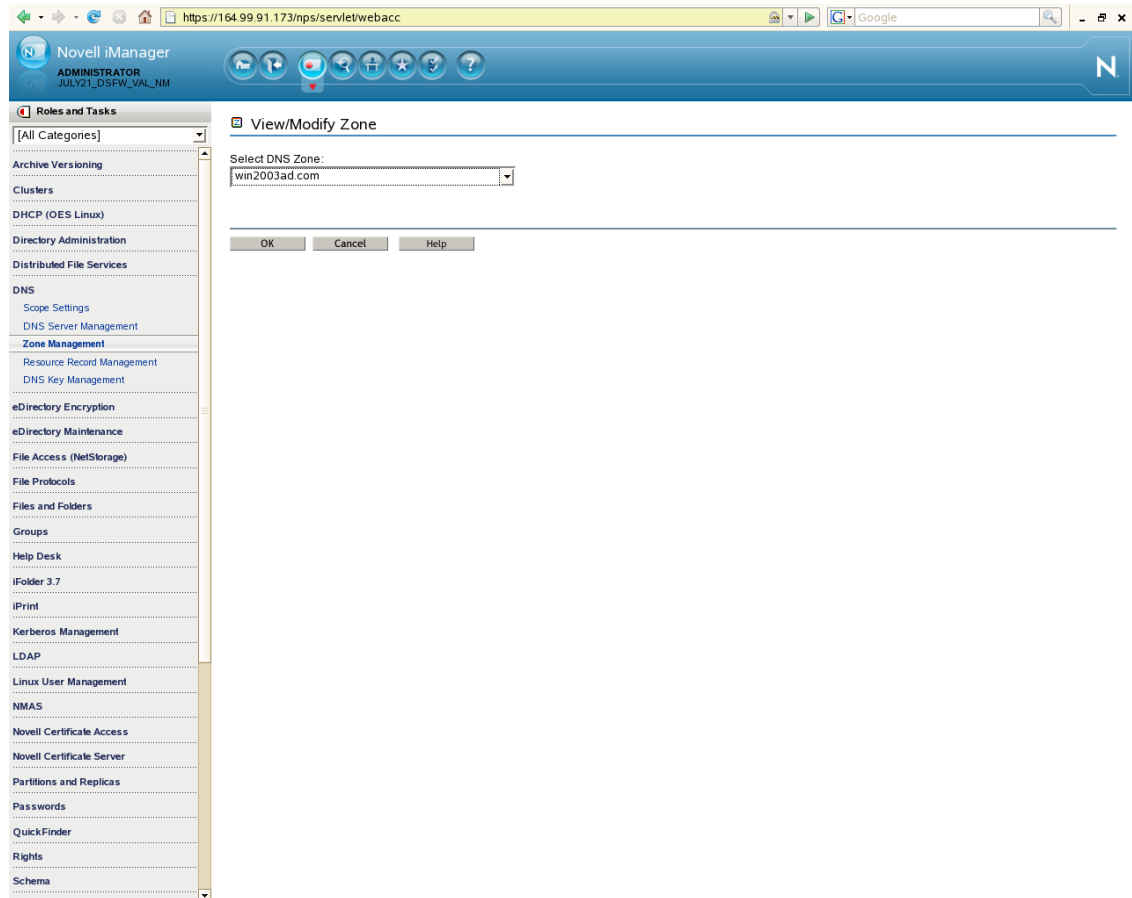 https://164.99.91.173/nps/servlet/webacc
G Google
Novell iManager
ADMINISTRATOR
JULY21_DSFW_VAL_NM
N
Roles and Tasks
[All Categories]
Archive Versioning
Clusters
DHCP (OES Linux)
Directory Administration
Distributed File Services
DNS
Scope Settings
DNS Server Management
Zone Management
Resource Record Management
DNS Key Management
eDirectory Encryption
eDirectory Maintenance
File Access (NetStorage)
File Protocols
Files and Folders
Groups
Help Desk
iFolder 3.7
iPrint
Kerberos Management
LDAP
Linux User Management
NMAS
Novell Certificate Access
Novell Certificate Server
Partitions and Replicas
Passwords
QuickFinder
Rights
Schema
View/Modify Zone
Select DNS Zone:
win2003ad.com
OK Cancel Help